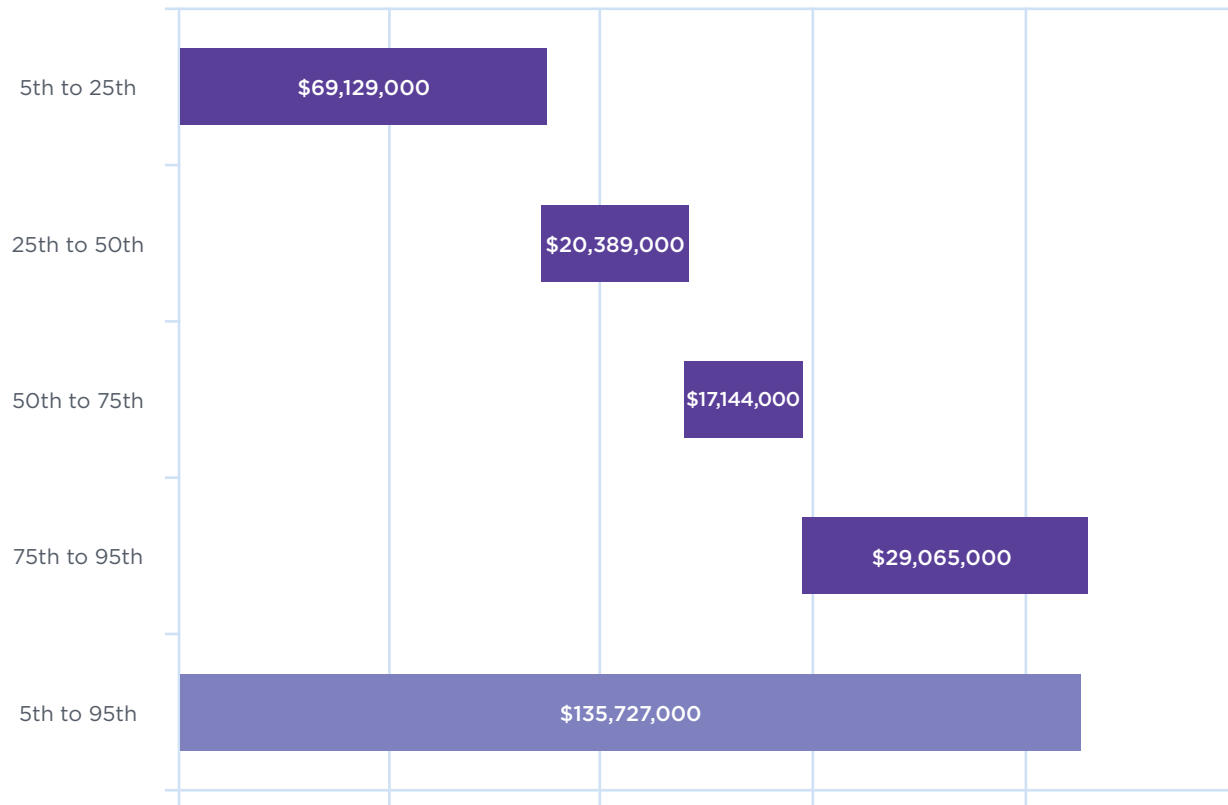 5th to 25th
$69,129,000
25th to 50th
$20,389,000
50th to 75th
$17,144,000
75th to 95th
$29,065,000
5th to 95th
$135,727,000